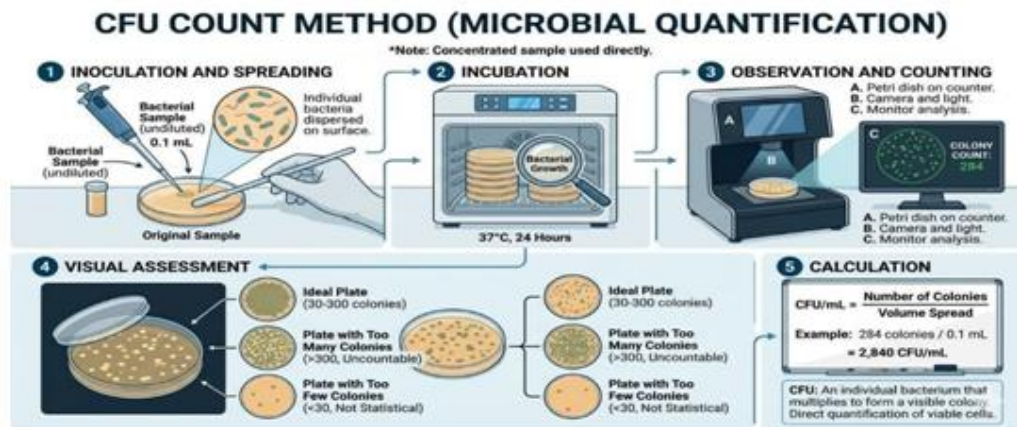 CFU COUNT METHOD (MICROBIAL QUANTIFICATION)
*Note: Concentrated sample used directly.
1 INOCULATION AND SPREADING
Bacterial
Sample
(undiluted)
0.1 mL
Individual
bacteria
dispersed
on surface.
Bacterial
Sample
(undiluted)
Original Sample
2 INCUBATION
Bacterial
Growth
37°C, 24 Hours
3 OBSERVATION AND COUNTING
A. Petri dish on counter.
B. Camera and light.
C. Monitor analysis.
A
B
C
COLONY
COUNT:
284
A. Petri dish on counter.
B. Camera and light.
C. Monitor analysis.
4 VISUAL ASSESSMENT
Ideal Plate
(30-300 colonies)
Plate with Too
Many Colonies
(>300, Uncountable)
Plate with Too
Few Colonies
(<30, Not Statistical)
Ideal Plate
(30-300 colonies)
Plate with Too
Many Colonies
(>300, Uncountable)
Plate with Too
Few Colonies
(<30, Not Statistical)
5 CALCULATION
CFU/mL = Number of Colonies
Volume Spread
Example: 284 colonies / 0.1 mL
= 2,840 CFU/mL
CFU: An individual bacterium that
multiplies to form a visible colony.
Direct quantification of viable cells.